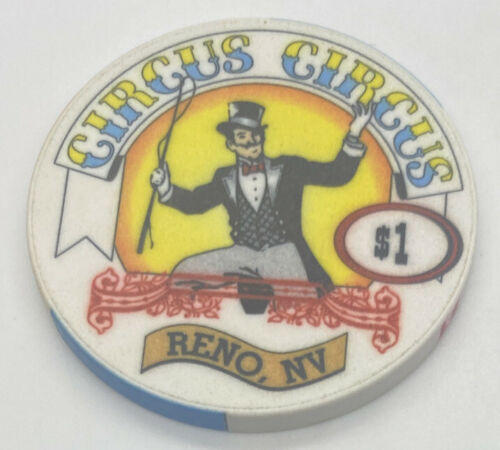 CIRCUS CIRCUS
$1
RENO, NV